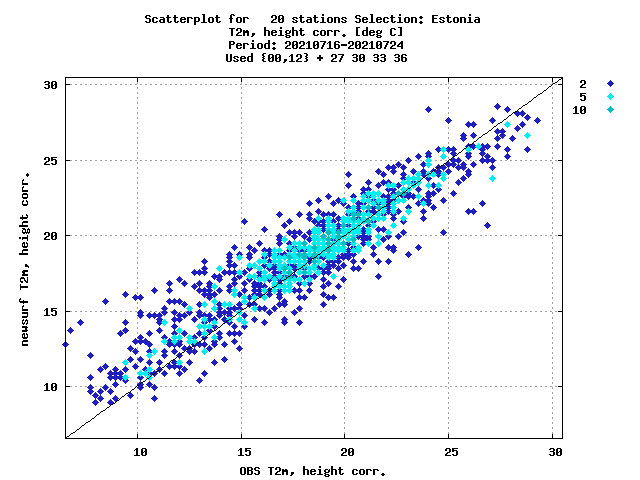 Scatterplot for 20 stations Selection: Estonia
T2m, height corr. [deg C]
Period: 20210716-20210724
Used {00,12} + 27 30 33 36
2
5
10
30
25
20
15
10
newsurf T2m, height corr.
10 15 20 25 30
OBS T2m, height corr.